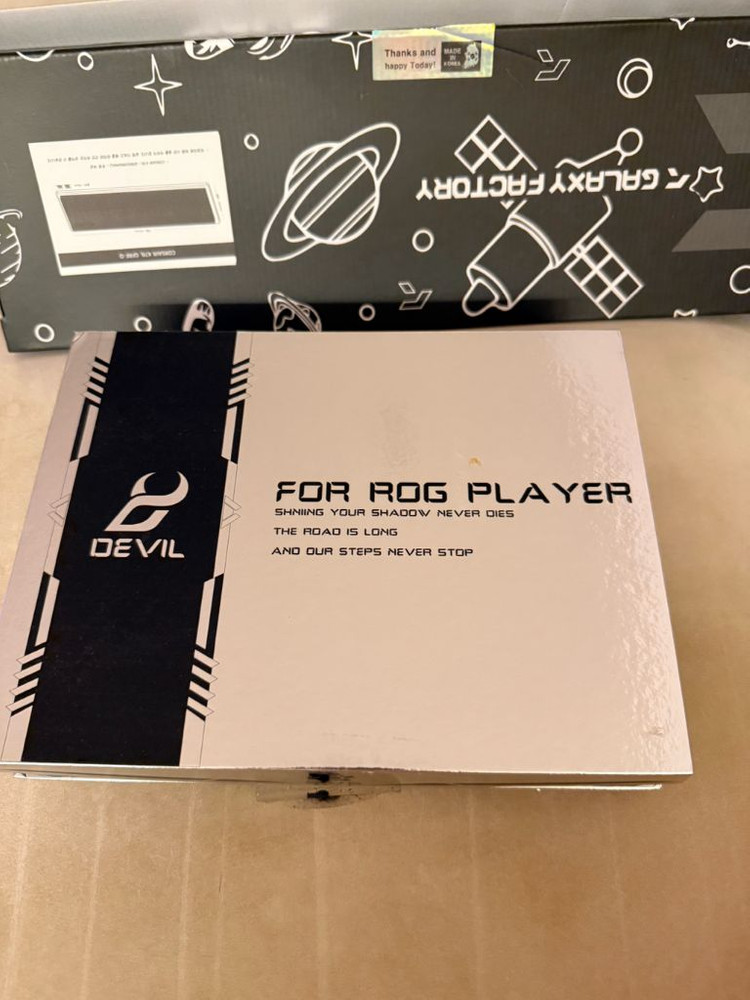 Thanks and
happy Today!
MADE
IN
KOREA
GALAXY FACTORY
DEVIL
FOR ROG PLAYER
SHNIING YOUR SHADOW NEVER DIES
THE ROAD IS LONG
AND OUR STEPS NEVER STOP